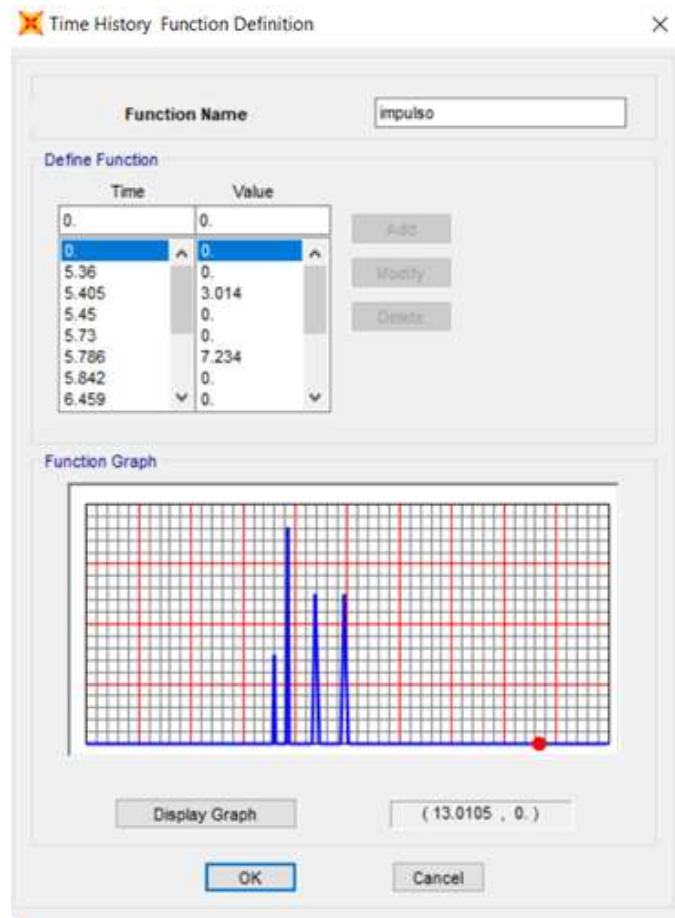 Time History Function Definition
Function Name impulso
Define Function
Time Value
0. 0.
Add
0. 0.
5.36 0.
Modify
5.405 3.014
5.45 0.
Delete
5.73 0.
5.786 7.234
5.842 0.
6.459 0.
Function Graph
Display Graph (13.0105 , 0.)
OK Cancel